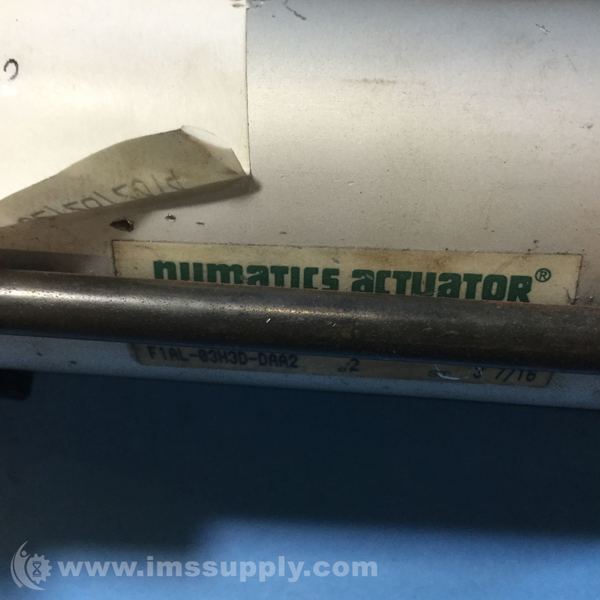 numatics actuator®
F1AL-03H3D-DAA2 .2 3 7/16
www.imssupply.com